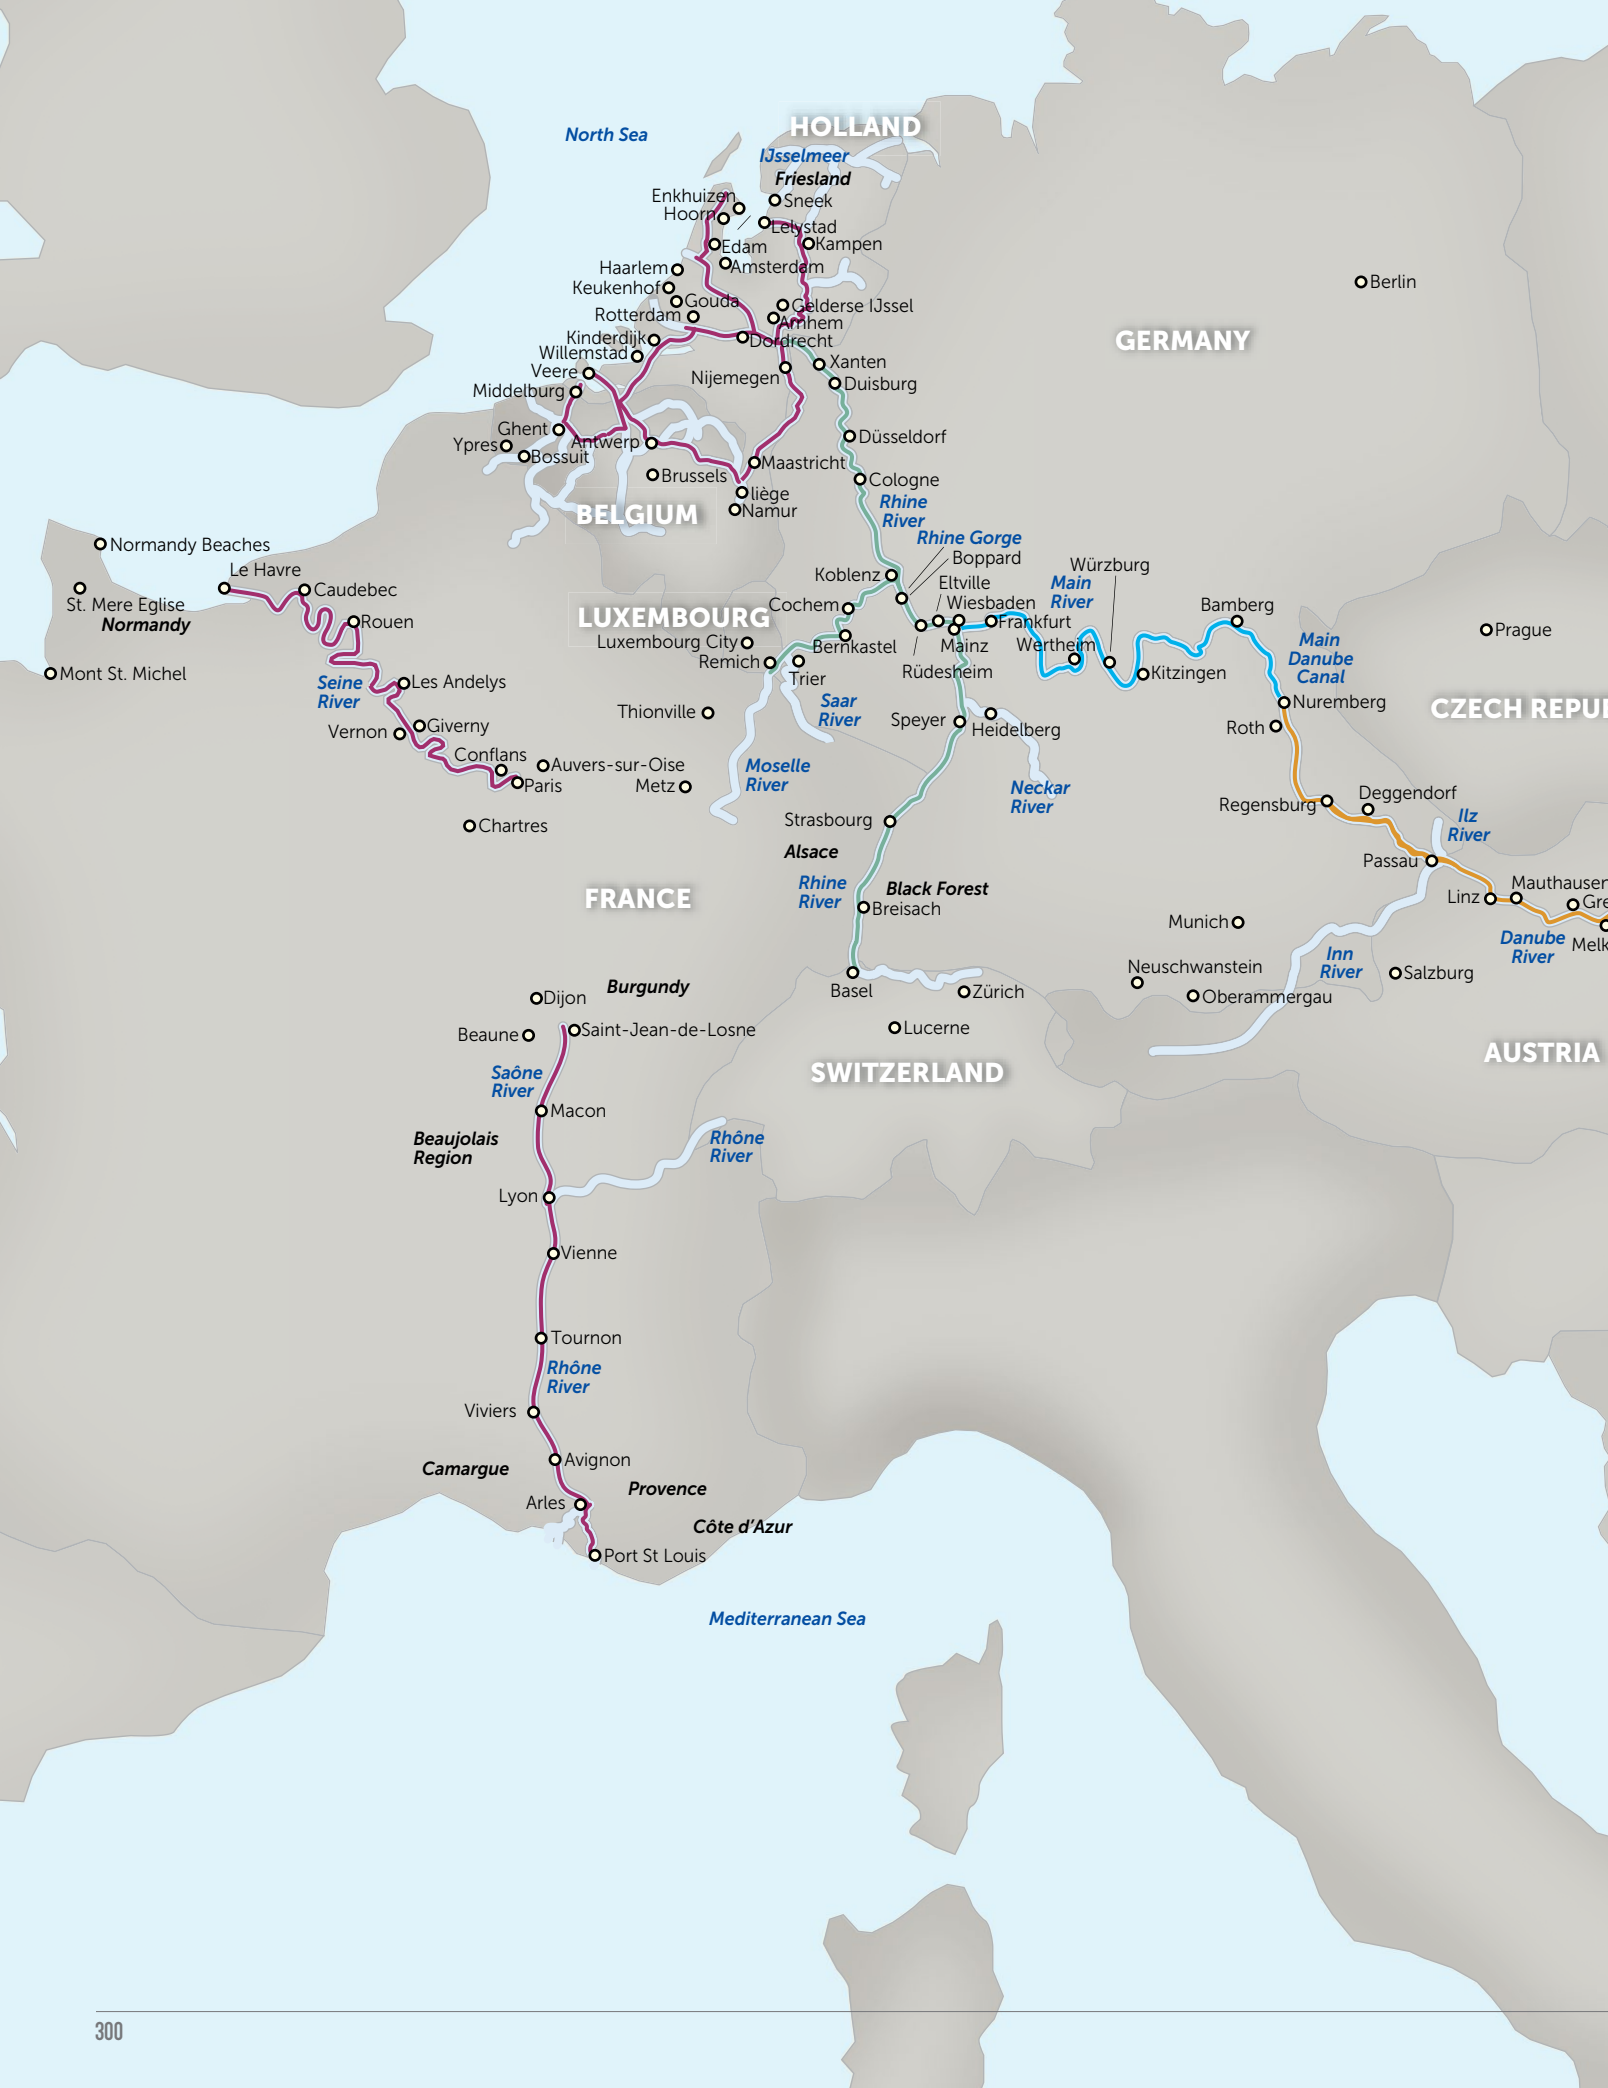 HOLLAND
North Sea
IJsselmeer
Friesland
Enkhuizen
Sneek
Hoorn
Lelystad
Edam
Kampen
Haarlem
Amsterdam
Keukenhof
Gouda
Gelderse IJssel
Rotterdam
Arnhem
Kinderdijk
Dordrecht
Willemstad
Xanten
Veere
Nijemegen
Duisburg
Middelburg
Berlin
GERMANY
Ghent
Ypres
Antwerp
Düsseldorf
Bossuit
Maastricht
Brussels
Cologne
liège
Namur
BELGIUM
Rhine
River
Rhine Gorge
Boppard
Normandy Beaches
Le Havre
Caudebec
St. Mere Eglise
Normandy
Rouen
Mont St. Michel
Koblenz
Eltville
Würzburg
Main
River
Cochem
Wiesbaden
Bamberg
LUXEMBOURG
Frankfurt
Luxembourg City
Bernkastel
Mainz
Wertheim
Prague
Remich
Rüdesheim
Kitzingen
Main
Danube
Canal
Trier
Seine
River
Les Andelys
Saar
River
Nuremberg
CZECH REPU
Thionville
Speyer
Heidelberg
Roth
Vernon
Giverny
Conflans
Auvers-sur-Oise
Paris
Metz
Moselle
River
Neckar
River
Regensburg
Deggendorf
Ilz
River
Chartres
Strasbourg
Alsace
Passau
FRANCE
Rhine
River
Black Forest
Breisach
Linz
Mauthausen
Gre
Munich
Danube
River
Melk
Inn
River
Neuschwanstein
Salzburg
Basel
Zürich
Oberammergau
Dijon
Burgundy
Beaune
Saint-Jean-de-Losne
Lucerne
SWITZERLAND
AUSTRIA
Saône
River
Macon
Beaujolais
Region
Rhône
River
Lyon
Vienne
Tournon
Rhône
River
Viviers
Avignon
Camargue
Provence
Arles
Côte d’Azur
Port St Louis
Mediterranean Sea
300